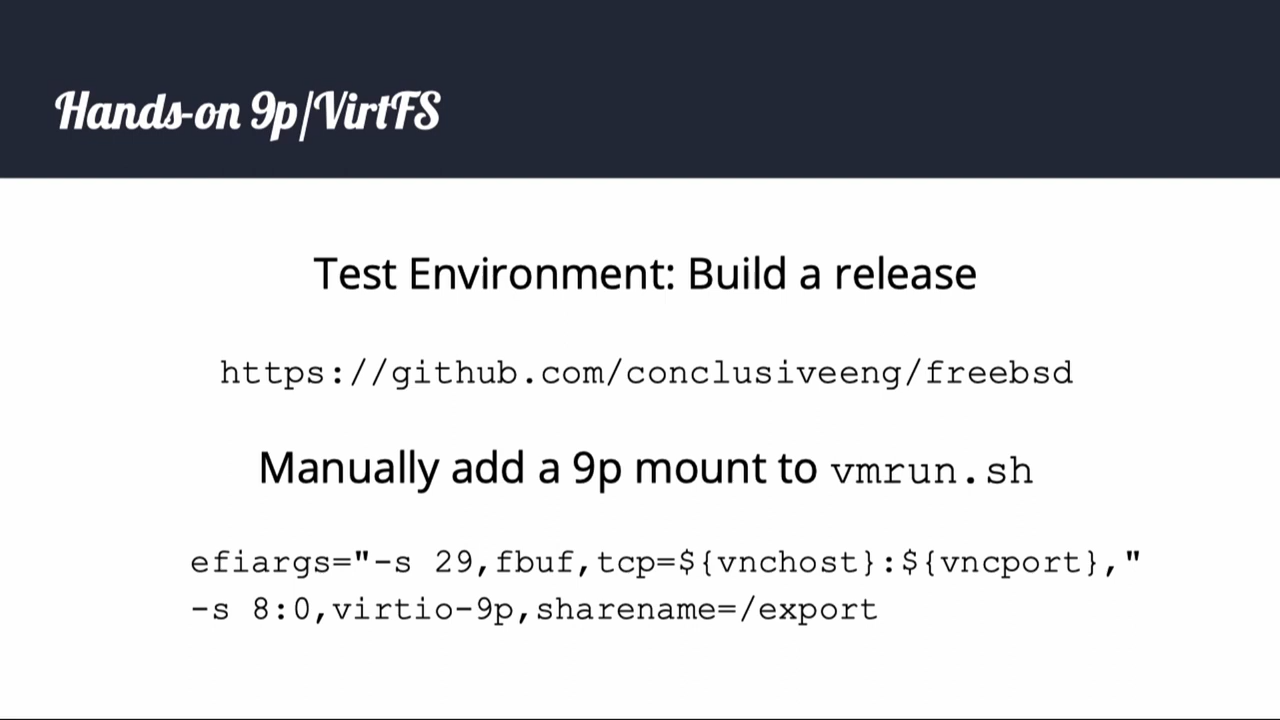 Hands-on 9p/VirtFS
Test Environment: Build a release
https://github.com/conclusiveeng/freebsd
Manually add a 9p mount to vmrun.sh
efiargs="-s 29,fbuf,tcp=${vnchost}:${vncport},"
-s 8:0,virtio-9p,sharename=/export